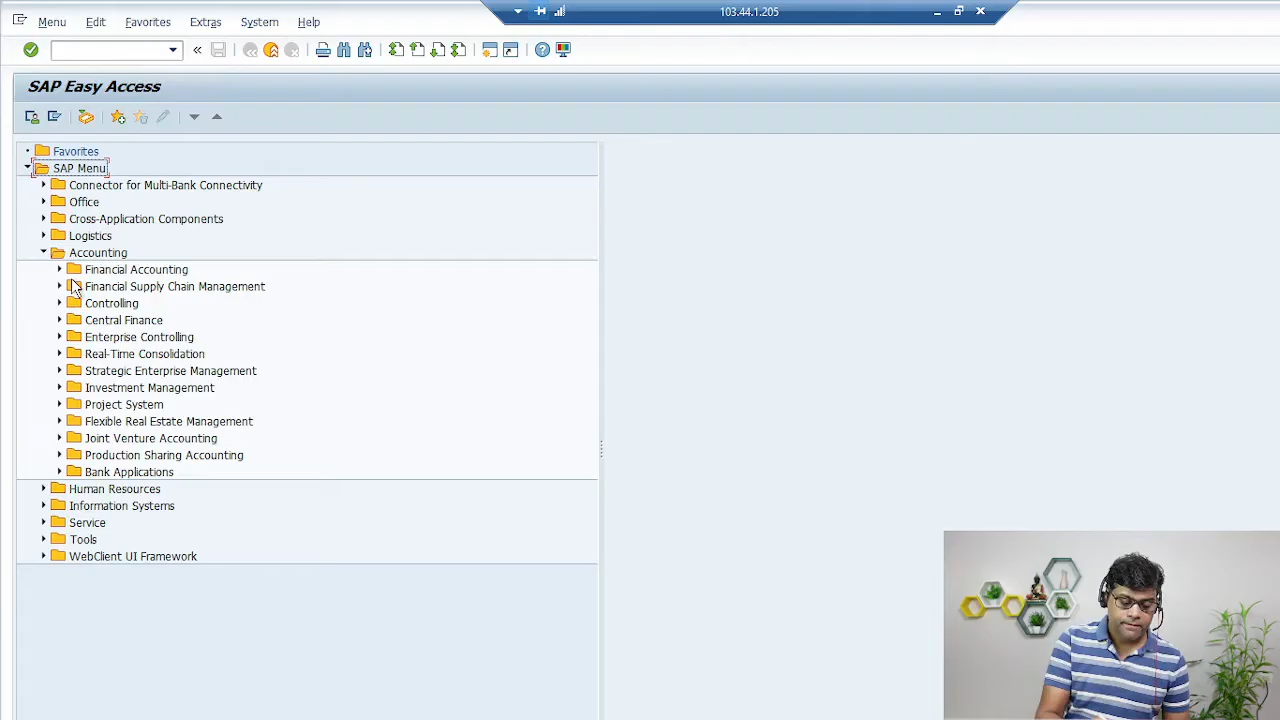 103.44.1.205
Menu Edit Favorites Extras System Help
SAP Easy Access
Favorites
SAP Menu
Connector for Multi-Bank Connectivity
Office
Cross-Application Components
Logistics
Accounting
Financial Accounting
Financial Supply Chain Management
Controlling
Central Finance
Enterprise Controlling
Real-Time Consolidation
Strategic Enterprise Management
Investment Management
Project System
Flexible Real Estate Management
Joint Venture Accounting
Production Sharing Accounting
Bank Applications
Human Resources
Information Systems
Service
Tools
WebClient UI Framework